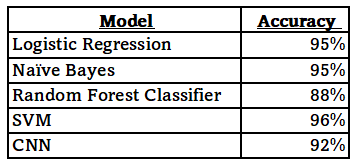 Model Accuracy
Logistic Regression 95%
Naïve Bayes 95%
Random Forest Classifier 88%
SVM 96%
CNN 92%